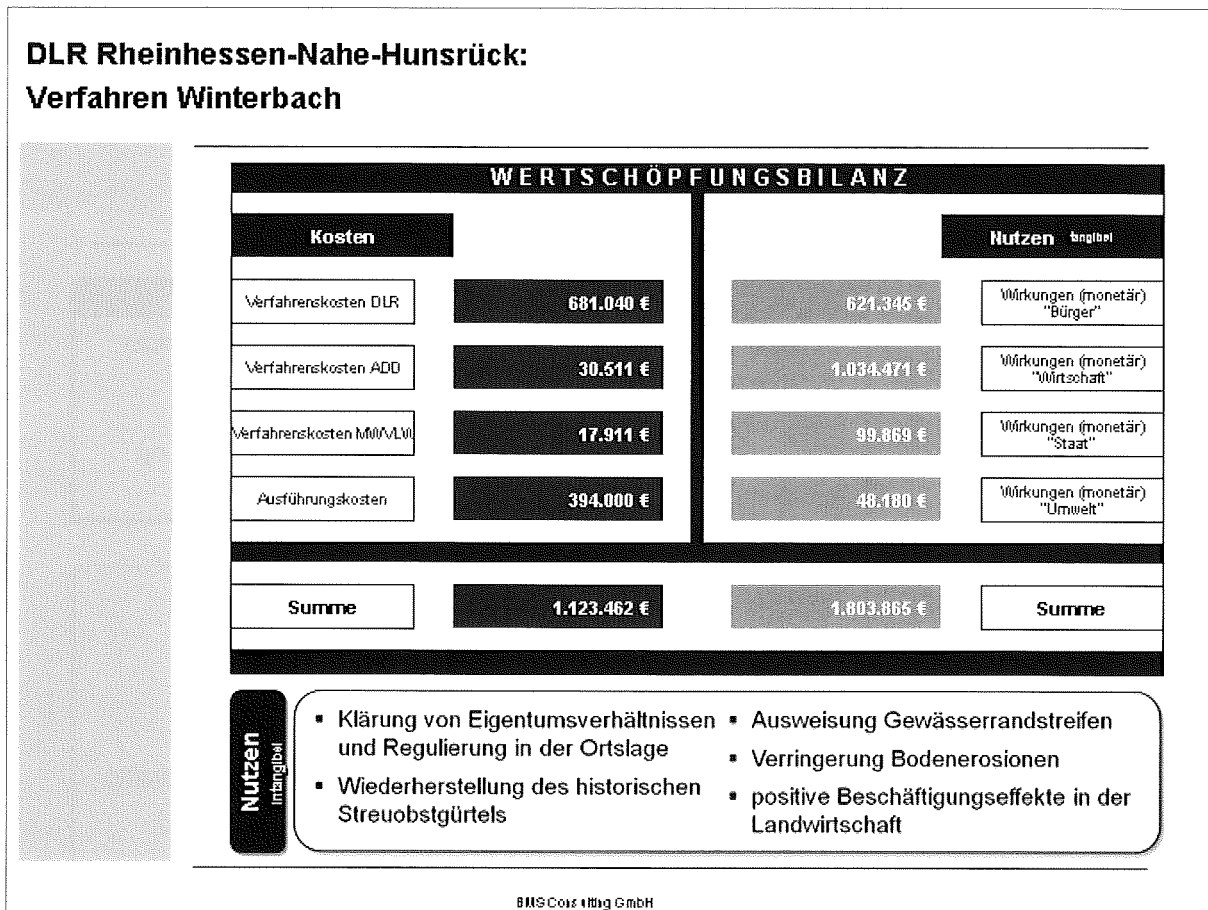 DLR Rheinhessen-Nahe-Hunsrück:
Verfahren Winterbach
WERTSCHÖPFUNGSBILANZ
Kosten
Nutzen tangibel
Verfahrenskosten DLR
681.040 €
621.345 €
Wirkungen (monetär)
"Bürger"
Verfahrenskosten ADD
30.511 €
1.034.471 €
Wirkungen (monetär)
"Wirtschaft"
Verfahrenskosten MWVLW
17.911 €
99.869 €
Wirkungen (monetär)
"Staat"
Ausführungskosten
394.000 €
48.180 €
Wirkungen (monetär)
"Umwelt"
Summe
1.123.462 €
1.803.865 €
Summe
Nutzen
Intangibel
▪ Klärung von Eigentumsverhältnissen
und Regulierung in der Ortslage
▪ Wiederherstellung des historischen
Streuobstgürtels
▪ Ausweisung Gewässerrandstreifen
▪ Verringerung Bodenerosionen
▪ positive Beschäftigungseffekte in der
Landwirtschaft
BMS Consulting GmbH